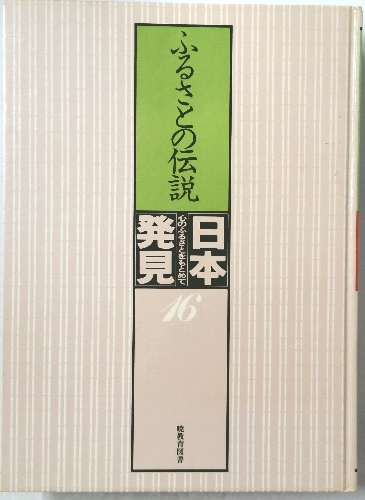 ふるさとの伝説
日本
心のふるさとをもとめて
発見
16
暁教育図書